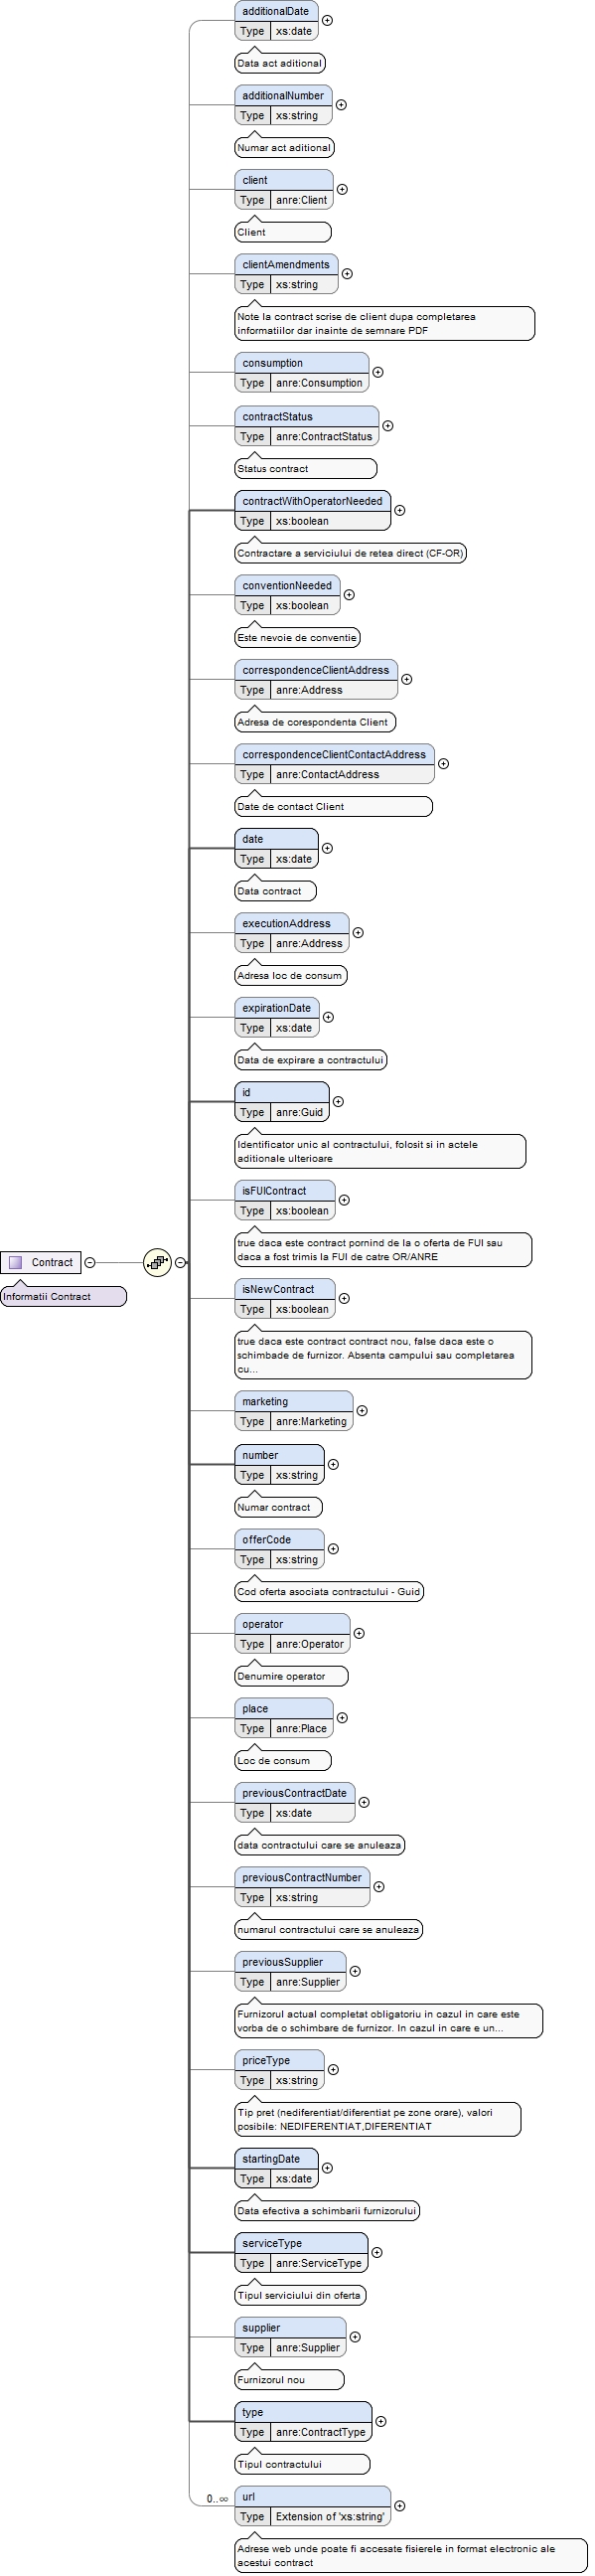 additionalDate
Type xs:date
Data act aditional
additionalNumber
Type xs:string
Numar act aditional
client
Type anre:Client
Client
clientAmendments
Type xs:string
Note la contract scrise de client dupa completarea
informatiilor dar inainte de semnare PDF
consumption
Type anre:Consumption
contractStatus
Type anre:ContractStatus
Status contract
contractWithOperatorNeeded
Type xs:boolean
Contractare a serviciului de retea direct (CF-OR)
conventionNeeded
Type xs:boolean
Este nevoie de conventie
correspondenceClientAddress
Type anre:Address
Adresa de corespondenta Client
correspondenceClientContactAddress
Type anre:ContactAddress
Date de contact Client
date
Type xs:date
Data contract
executionAddress
Type anre:Address
Adresa loc de consum
expirationDate
Type xs:date
Data de expirare a contractului
id
Type anre:Guid
Identificator unic al contractului, folosit si in actele
aditionale ulterioare
isFUIContract
Type xs:boolean
true daca este contract pornind de la o oferta de FUI sau
daca a fost trimis la FUI de catre OR/ANRE
Contract
Informatii Contract
isNewContract
Type xs:boolean
true daca este contract contract nou, false daca este o
schimbade de furnizor. Absenta campului sau completarea
cu...
marketing
Type anre:Marketing
number
Type xs:string
Numar contract
offerCode
Type xs:string
Cod oferta asociata contractului - Guid
operator
Type anre:Operator
Denumire operator
place
Type anre:Place
Loc de consum
previousContractDate
Type xs:date
data contractului care se anuleaza
previousContractNumber
Type xs:string
numarul contractului care se anuleaza
previousSupplier
Type anre:Supplier
Furnizorul actual completat obligatoriu in cazul in care este
vorba de o schimbare de furnizor. In cazul in care e un...
priceType
Type xs:string
Tip pret (nediferentiat/diferentiat pe zone orare), valori
posibile: NEDIFERENTIAT,DIFERENTIAT
startingDate
Type xs:date
Data efectiva a schimbarii furnizorului
serviceType
Type anre:ServiceType
Tipul serviciului din oferta
supplier
Type anre:Supplier
Furnizorul nou
type
Type anre:ContractType
Tipul contractului
0..∞
url
Type Extension of 'xs:string'
Adrese web unde poate fi accesate fisierele in format electronic ale
acestui contract